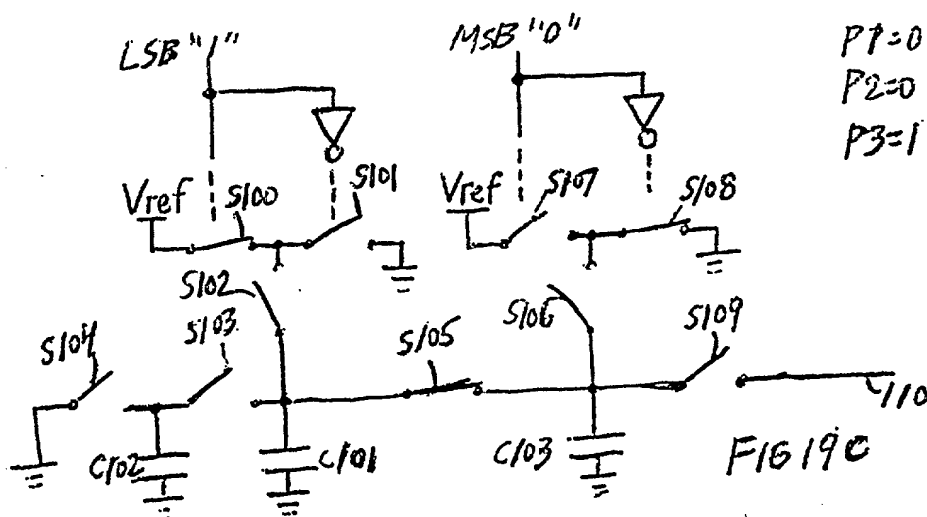 LSB "1"
MSB "0"
P1=0
P2=0
P3=1
Vref
S100
S101
Vref
S107
S108
S102
S106
S104
S103
S105
S109
110
C102
C101
C103
FIG 19C